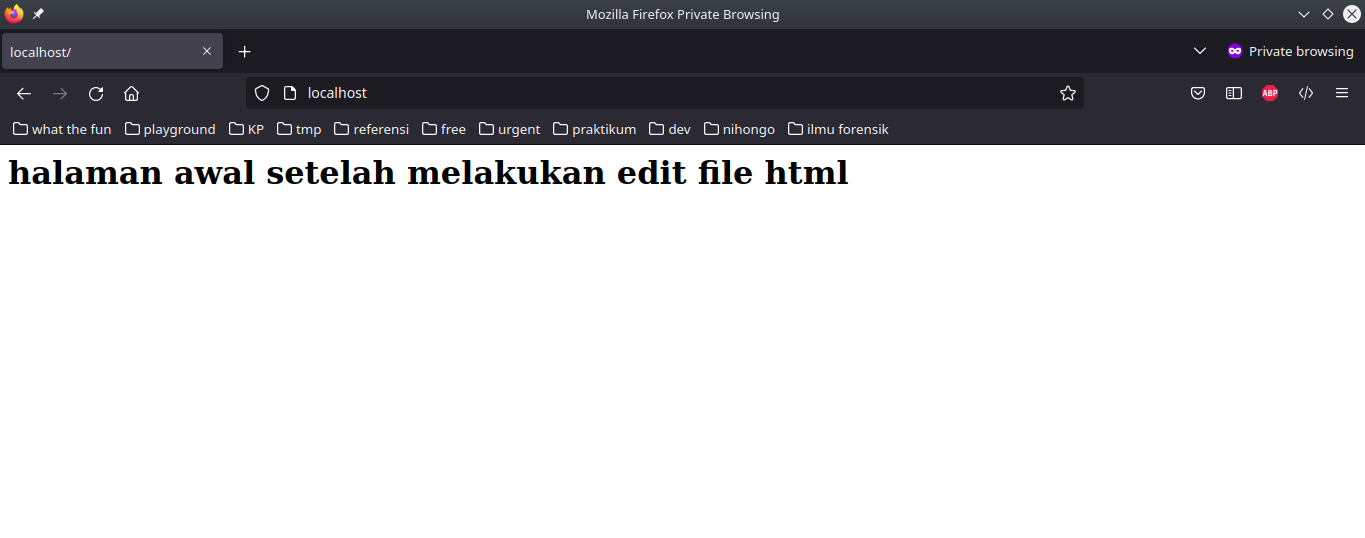 Mozilla Firefox Private Browsing
localhost/
Private browsing
localhost
ABP
what the fun playground KP tmp referensi free urgent praktikum dev nihongo ilmu forensik
halaman awal setelah melakukan edit file html